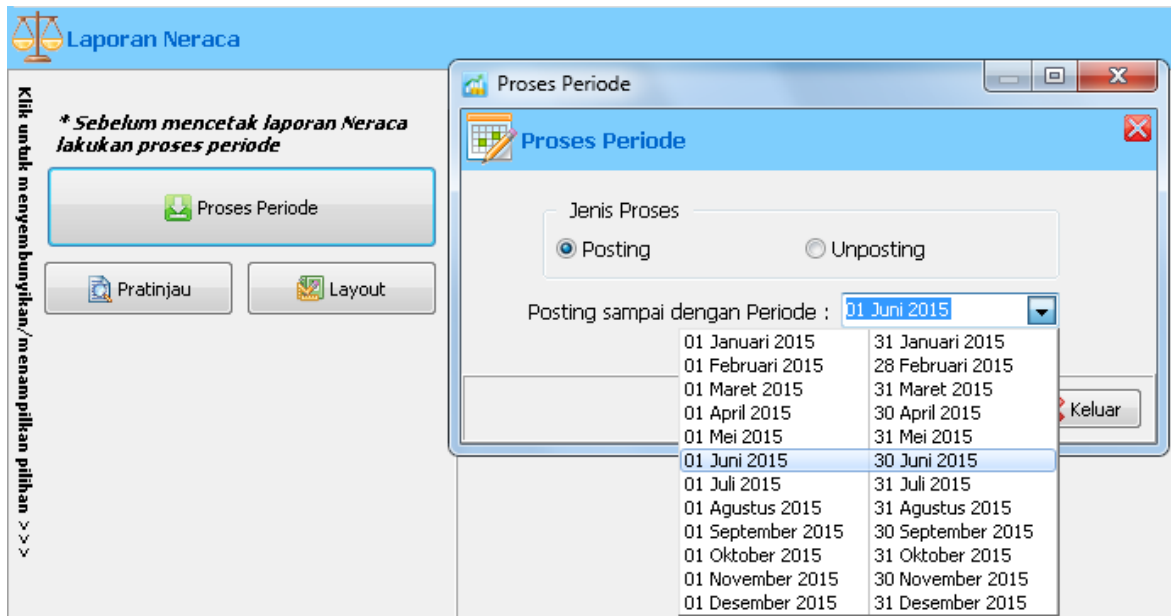 Laporan Neraca
Klik untuk menyembunyikan/menampilkan pilihan >>>
* Sebelum mencetak laporan Neraca
lakukan proses periode
Proses Periode
Pratinjau
Layout
Proses Periode
Proses Periode
Jenis Proses
Posting
Unposting
Posting sampai dengan Periode : 01 Juni 2015
01 Januari 2015 31 Januari 2015
01 Februari 2015 28 Februari 2015
01 Maret 2015 31 Maret 2015
01 April 2015 30 April 2015
01 Mei 2015 31 Mei 2015
01 Juni 2015 30 Juni 2015
01 Juli 2015 31 Juli 2015
01 Agustus 2015 31 Agustus 2015
01 September 2015 30 September 2015
01 Oktober 2015 31 Oktober 2015
01 November 2015 30 November 2015
01 Desember 2015 31 Desember 2015
Keluar